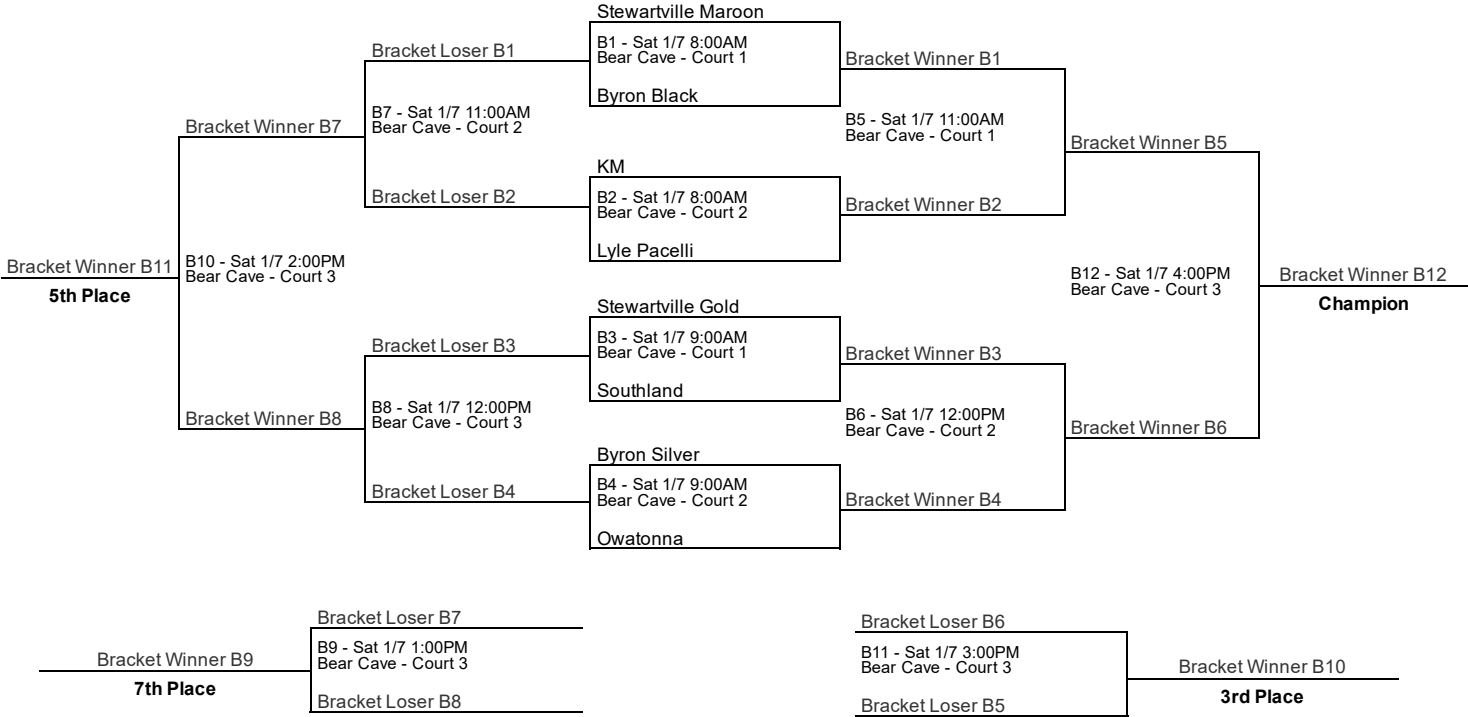 Stewartville Maroon
Bracket Loser B1
B1 - Sat 1/7 8:00AM
Bear Cave - Court 1
Bracket Winner B1
Byron Black
B7 - Sat 1/7 11:00AM
Bear Cave - Court 2
B5 - Sat 1/7 11:00AM
Bear Cave - Court 1
Bracket Winner B7
Bracket Winner B5
KM
Bracket Loser B2
B2 - Sat 1/7 8:00AM
Bear Cave - Court 2
Bracket Winner B2
Lyle Pacelli
Bracket Winner B11
5th Place
B10 - Sat 1/7 2:00PM
Bear Cave - Court 3
B12 - Sat 1/7 4:00PM
Bear Cave - Court 3
Bracket Winner B12
Champion
Stewartville Gold
Bracket Loser B3
B3 - Sat 1/7 9:00AM
Bear Cave - Court 1
Bracket Winner B3
Southland
B8 - Sat 1/7 12:00PM
Bear Cave - Court 3
B6 - Sat 1/7 12:00PM
Bear Cave - Court 2
Bracket Winner B8
Bracket Winner B6
Byron Silver
Bracket Loser B4
B4 - Sat 1/7 9:00AM
Bear Cave - Court 2
Bracket Winner B4
Owatonna
Bracket Loser B7
B9 - Sat 1/7 1:00PM
Bear Cave - Court 3
Bracket Winner B9
7th Place
Bracket Loser B8
Bracket Loser B6
B11 - Sat 1/7 3:00PM
Bear Cave - Court 3
Bracket Winner B10
3rd Place
Bracket Loser B5